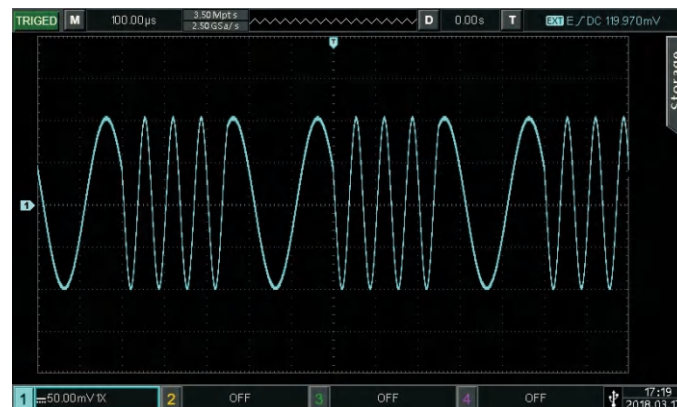 TRIGED M 100.00μs 3.50Mpts D 0.00s T EXT E / DC 119.970mV
2.50GSa/s
T
Storage
1
1 50.00mV 1X 2 OFF 3 OFF 4 OFF 17:19